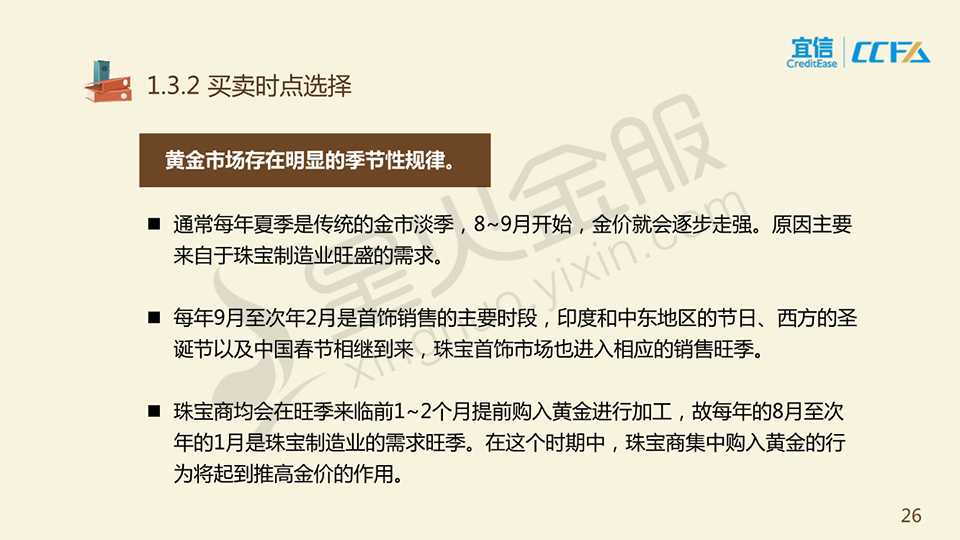 宜信
CreditEase
CCFA
1.3.2 买卖时点选择
黄金市场存在明显的季节性规律。
■ 通常每年夏季是传统的金市淡季，8~9月开始，金价就会逐步走强。原因主要
来自于珠宝制造业旺盛的需求。
■ 每年9月至次年2月是首饰销售的主要时段，印度和中东地区的节日、西方的圣
诞节以及中国春节相继到来，珠宝首饰市场也进入相应的销售旺季。
■ 珠宝商均会在旺季来临前1~2个月提前购入黄金进行加工，故每年的8月至次
年的1月是珠宝制造业的需求旺季。在这个时期中，珠宝商集中购入黄金的行
为将起到推高金价的作用。
星火金服
xinghuo.yixin.com
26